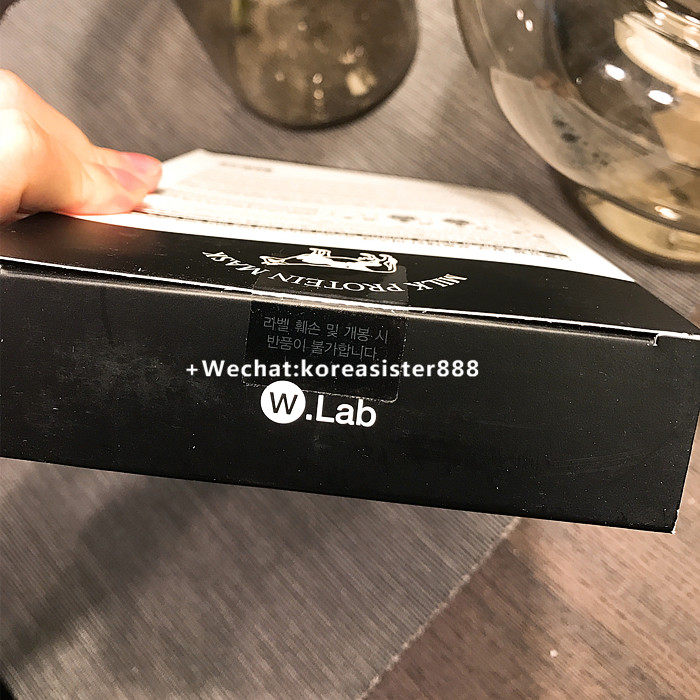 MILK PROTEIN MASK
라벨 훼손 및 개봉 시
반품이 불가합니다.
+Wechat:koreasister888
W.Lab